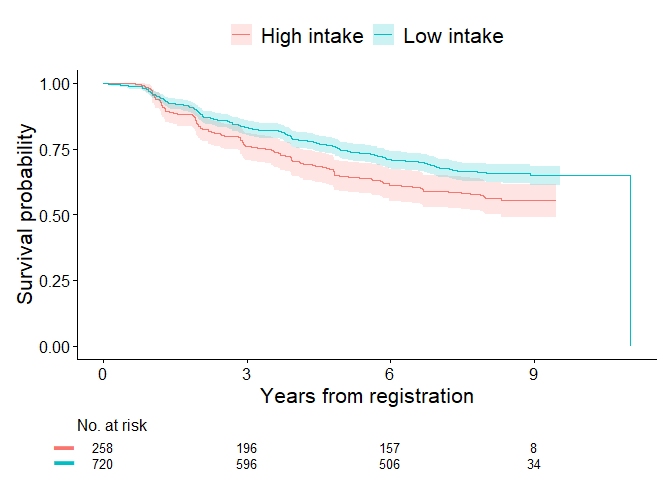 High intake Low intake
1.00
0.75
0.50
0.25
0.00
Survival probability
0 3 6 9
Years from registration
No. at risk
258 196 157 8
720 596 506 34